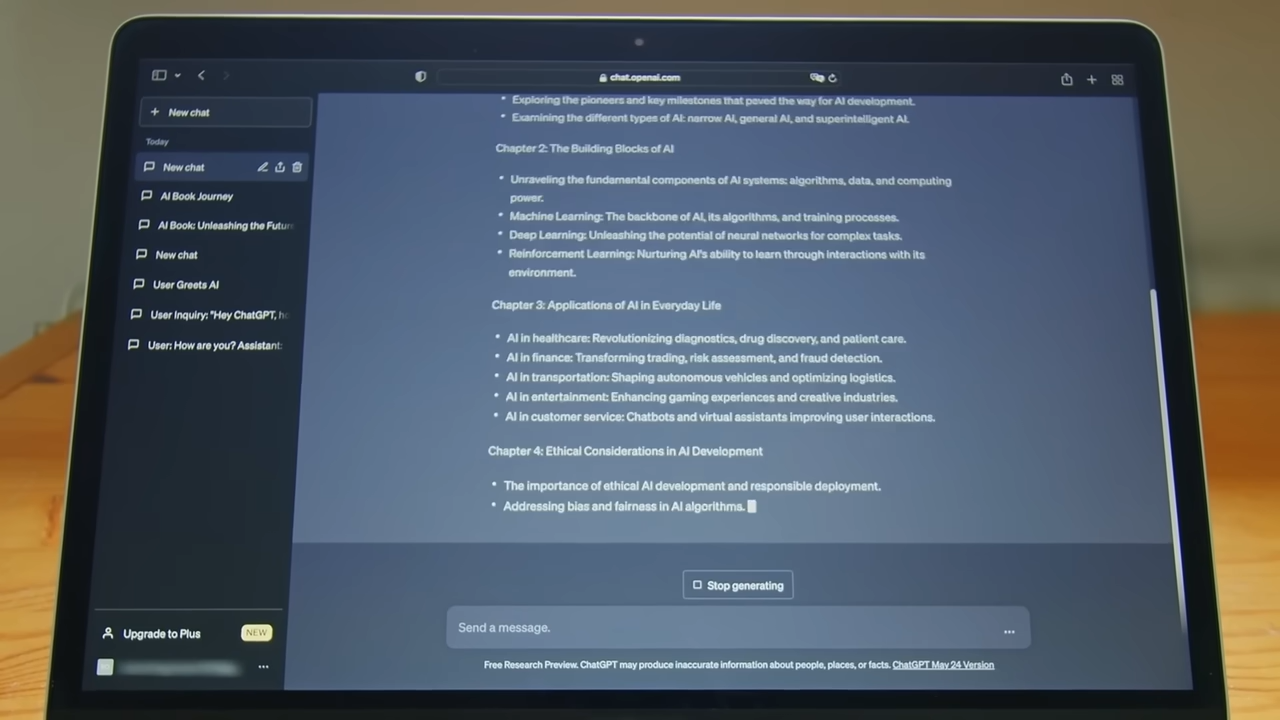 chat.openai.com
+ New chat
Today
New chat
AI Book Journey
AI Book: Unleashing the Futur
New chat
User Greets AI
User Inquiry: "Hey ChatGPT, ho
User: How are you? Assistant:
Upgrade to Plus NEW
• Exploring the pioneers and key milestones that paved the way for AI development.
• Examining the different types of AI: narrow AI, general AI, and superintelligent AI.
Chapter 2: The Building Blocks of AI
• Unraveling the fundamental components of AI systems: algorithms, data, and computing
power.
• Machine Learning: The backbone of AI, its algorithms, and training processes.
• Deep Learning: Unleashing the potential of neural networks for complex tasks.
• Reinforcement Learning: Nurturing AI's ability to learn through interactions with its
environment.
Chapter 3: Applications of AI in Everyday Life
• AI in healthcare: Revolutionizing diagnostics, drug discovery, and patient care.
• AI in finance: Transforming trading, risk assessment, and fraud detection.
• AI in transportation: Shaping autonomous vehicles and optimizing logistics.
• AI in entertainment: Enhancing gaming experiences and creative industries.
• AI in customer service: Chatbots and virtual assistants improving user interactions.
Chapter 4: Ethical Considerations in AI Development
• The importance of ethical AI development and responsible deployment.
• Addressing bias and fairness in AI algorithms.
Stop generating
Send a message.
Free Research Preview. ChatGPT may produce inaccurate information about people, places, or facts. ChatGPT May 24 Version